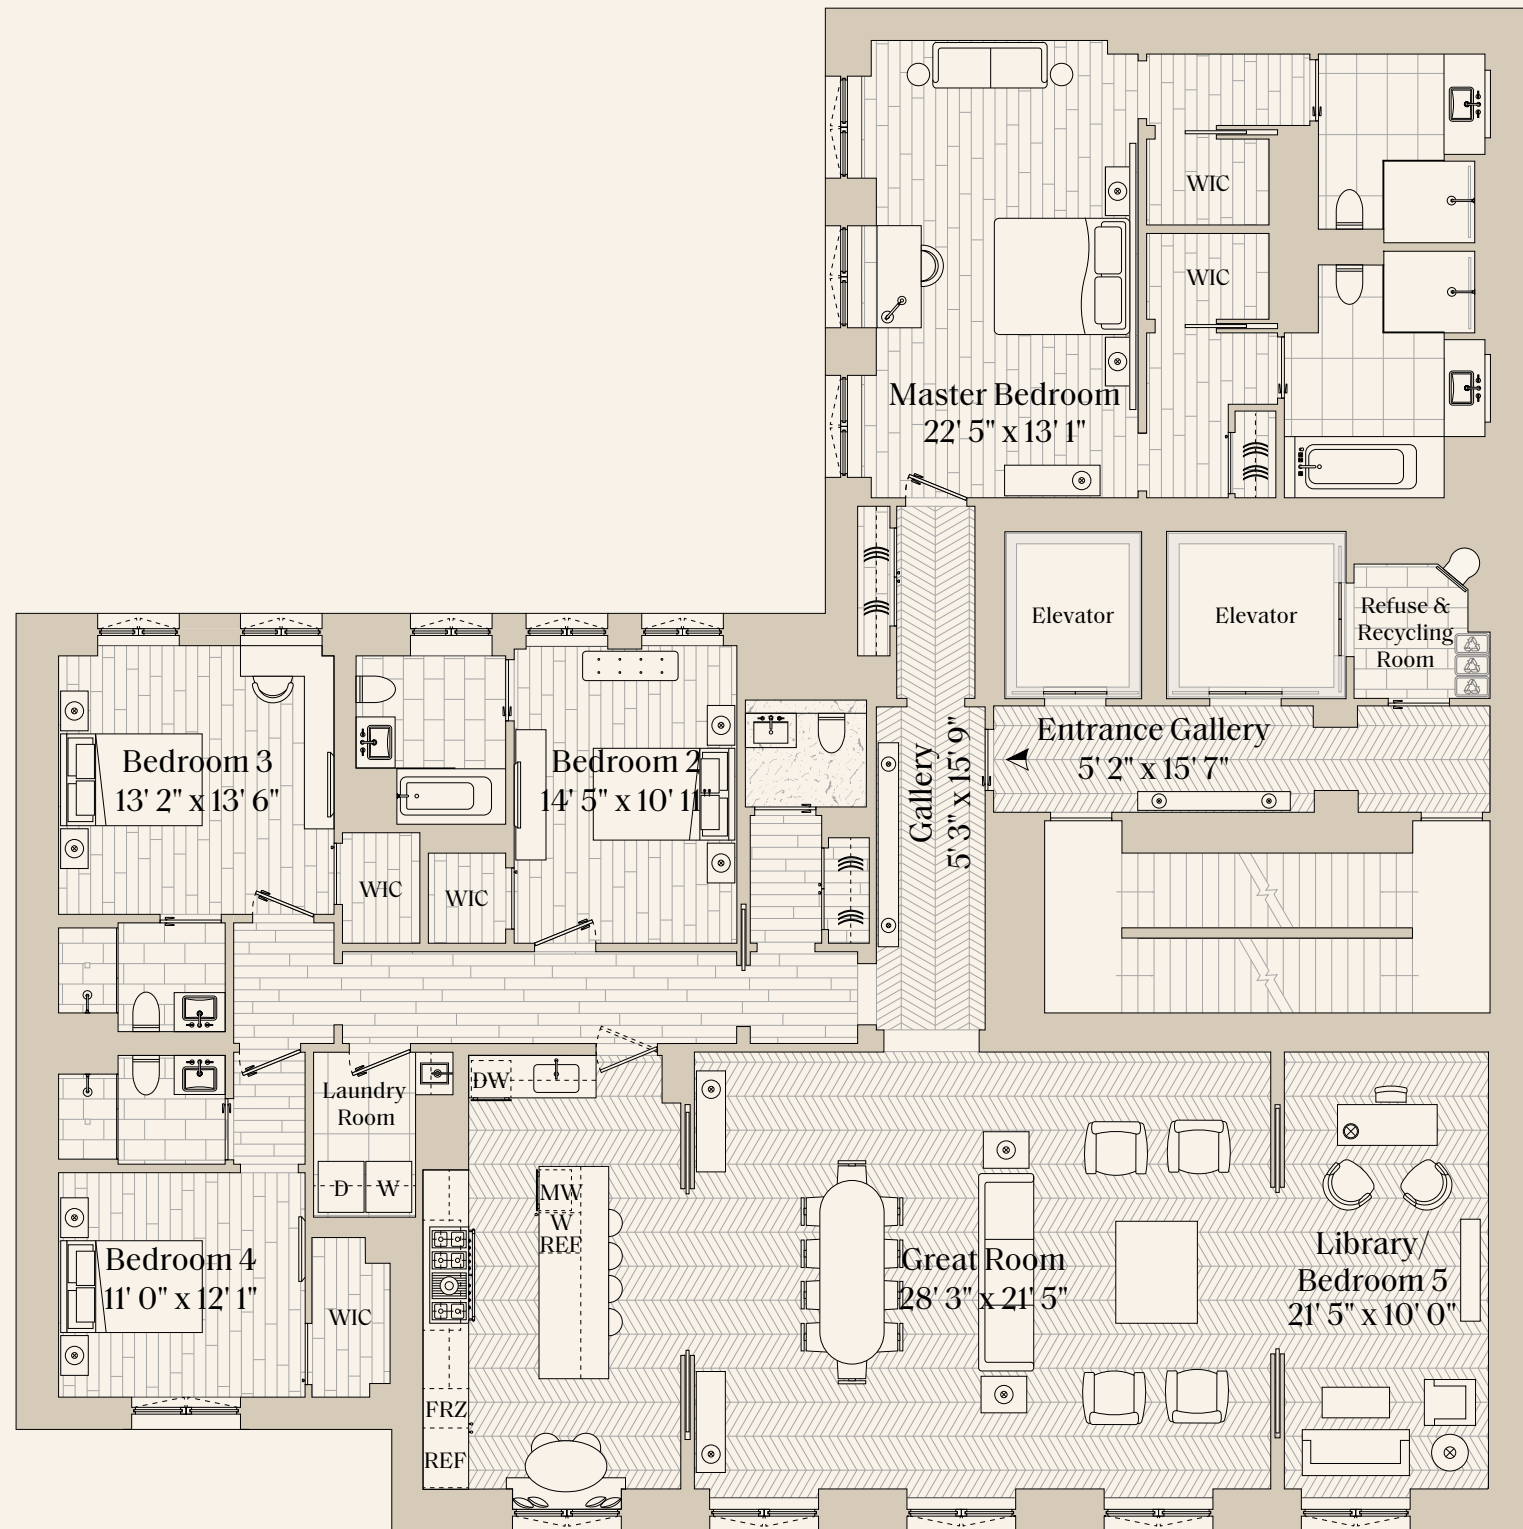 WIC
WIC
Master Bedroom
22' 5" x 13' 1"
Elevator
Elevator
Refuse &
Recycling
Room
Entrance Gallery
5' 2" x 15' 7"
Gallery
5' 3" x 15' 9"
Bedroom 3
13' 2" x 13' 6"
Bedroom 2
14' 5" x 10' 11"
WIC
WIC
Laundry
Room
D
W
DW
MW
W
REF
FRZ
REF
Bedroom 4
11' 0" x 12' 1"
WIC
Great Room
28' 3" x 21' 5"
Library/
Bedroom 5
21' 5" x 10' 0"